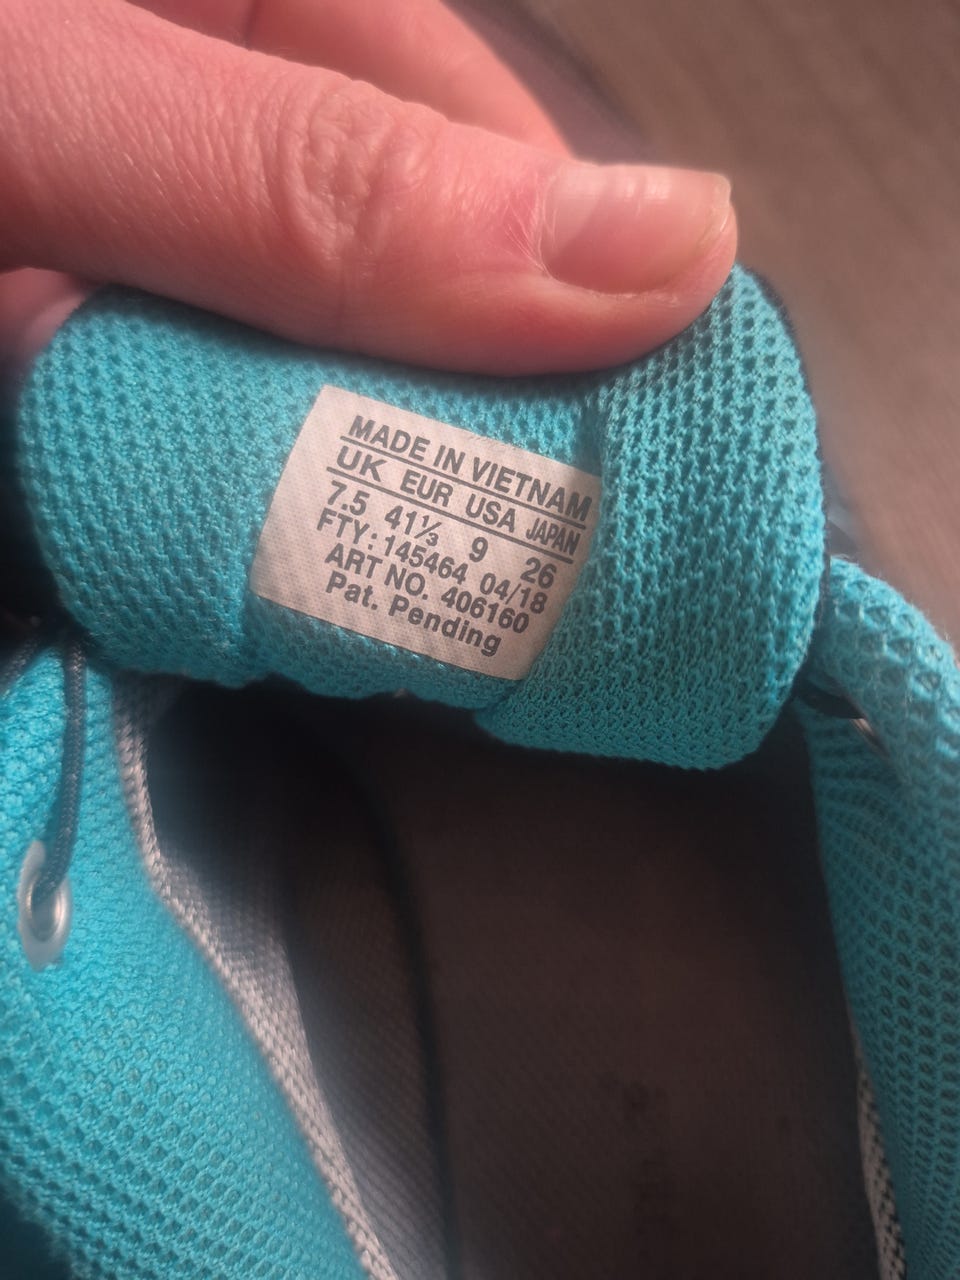 MADE IN VIETNAM
UK EUR USA JAPAN
7.5 41⅓ 9 26
FTY: 145464 04/18
ART NO. 406160
Pat. Pending